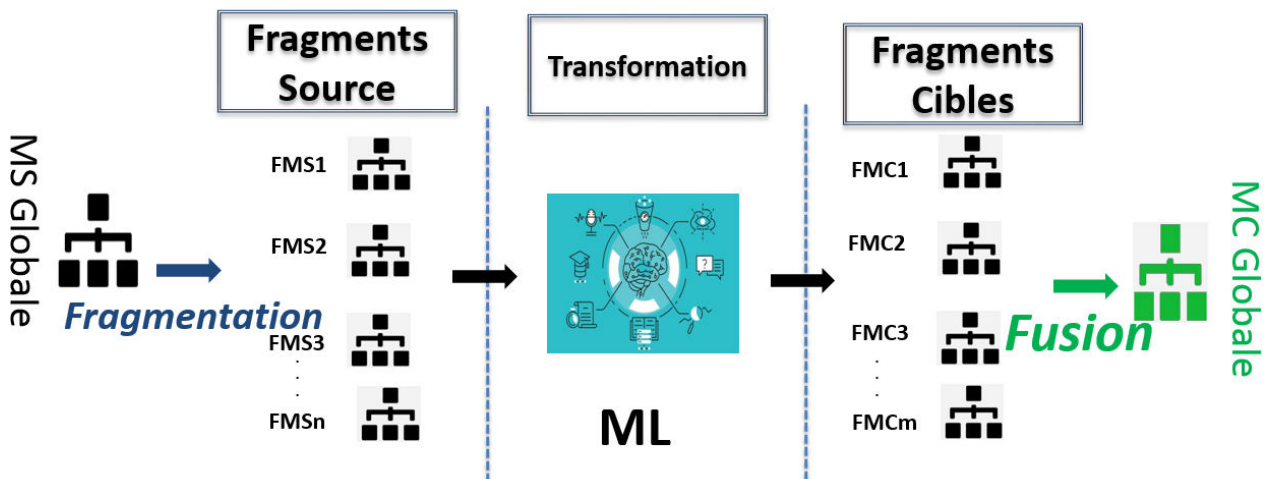 Fragments
Source
Transformation
Fragments
Cibles
MS Globale
Fragmentation
FMS1
FMS2
FMS3
.
.
.
FMSn
?
ML
FMC1
FMC2
FMC3
.
.
.
FMCm
Fusion
MC Globale